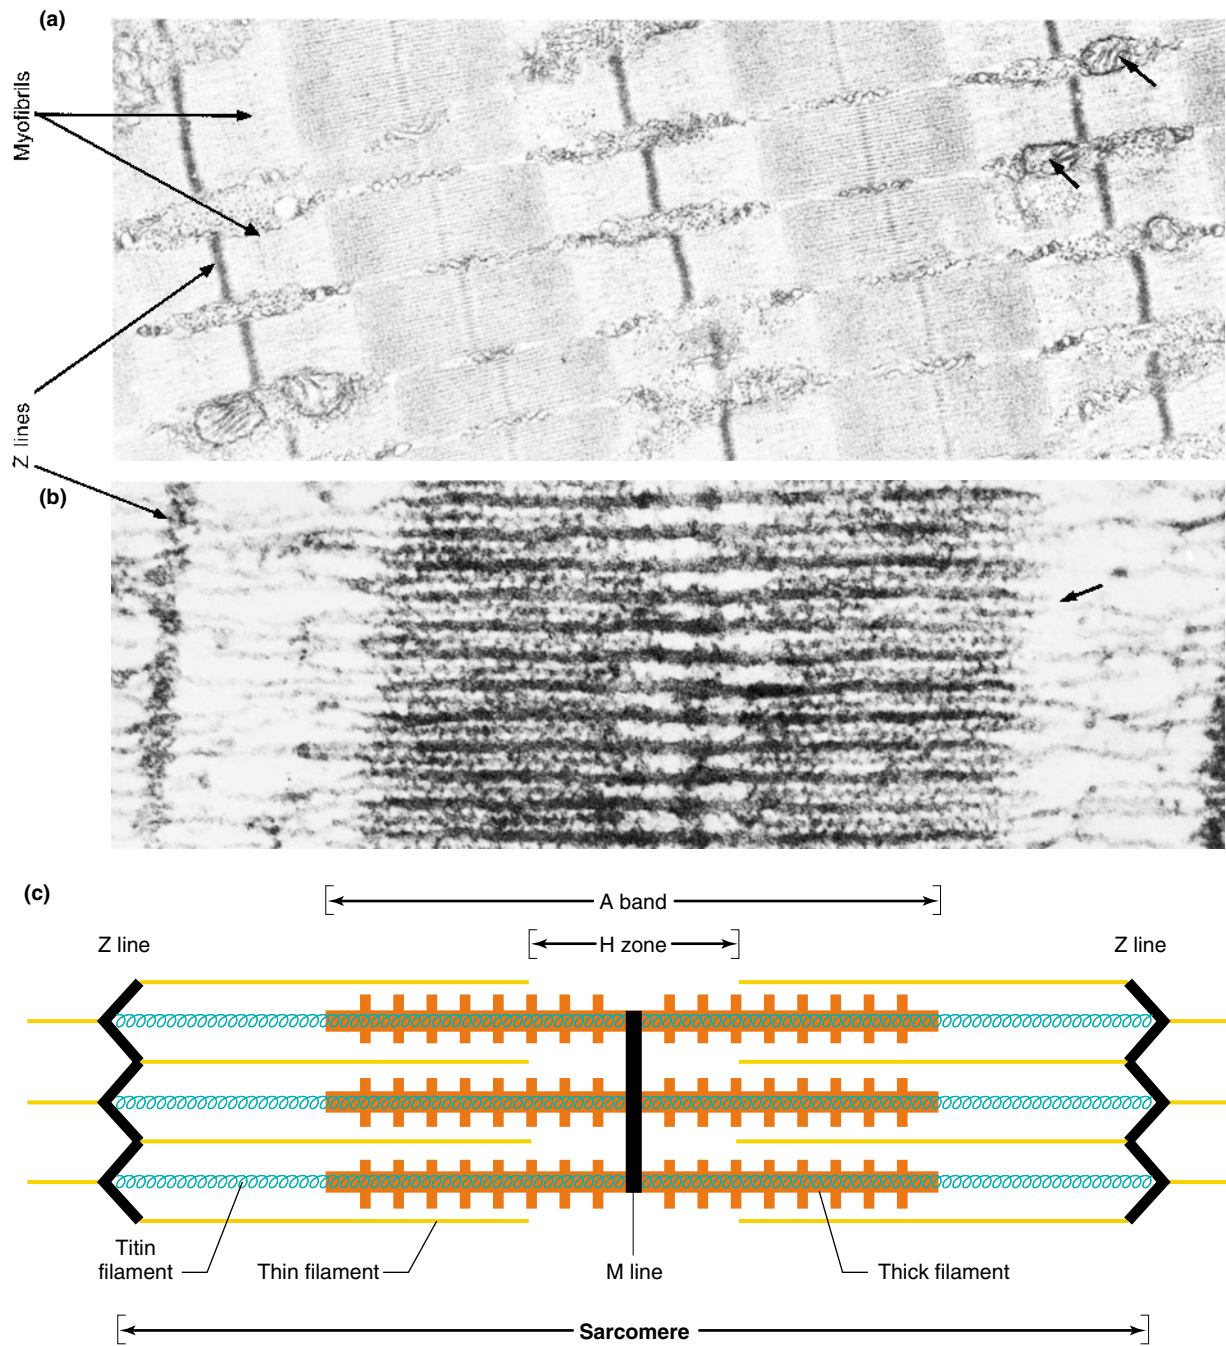 (a)
Myofibrils
Z lines
(b)
(c)
A band
Z line
H zone
Z line
Titin
filament
Thin filament
M line
Thick filament
Sarcomere